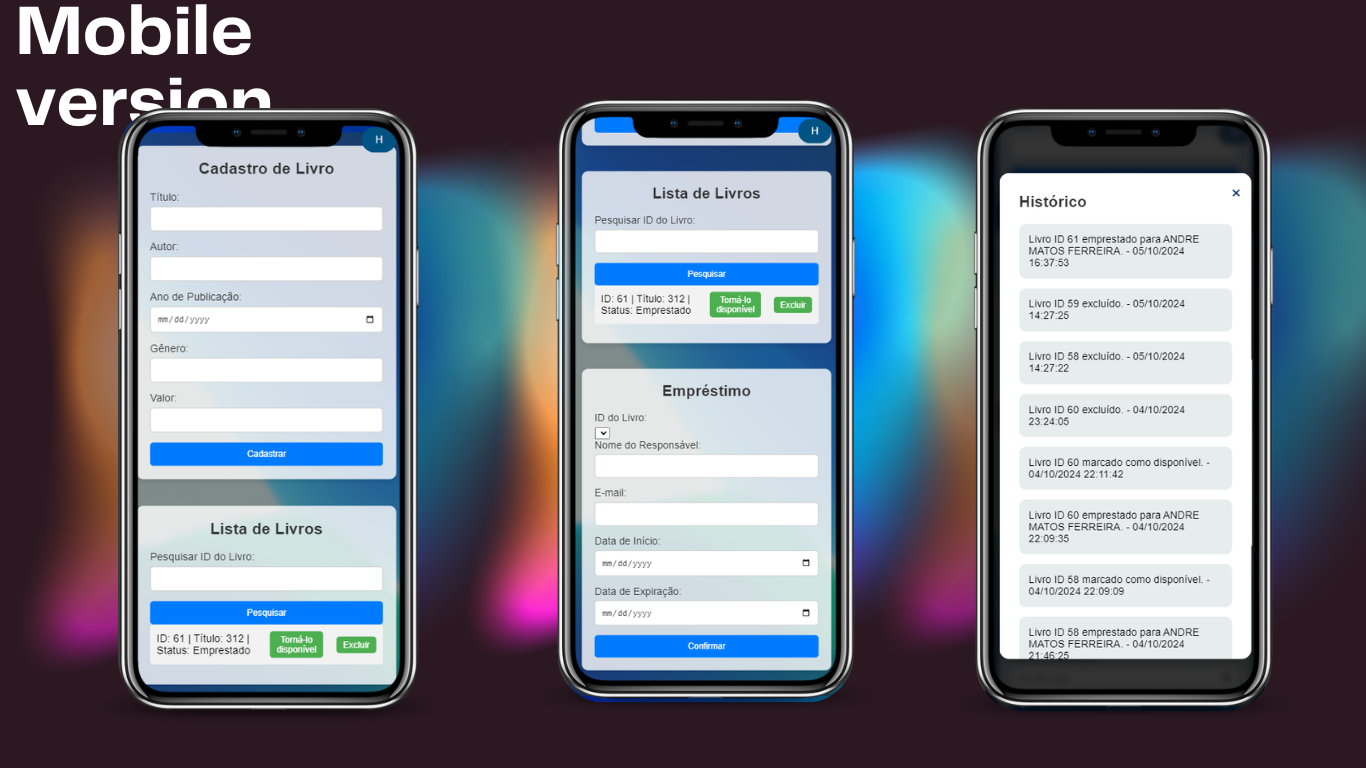 Mobile
version
H
Cadastro de Livro
Título:
Autor:
Ano de Publicação:
mm/dd/yyyy
Gênero:
Valor:
Cadastrar
Lista de Livros
Pesquisar ID do Livro:
Pesquisar
ID: 61 | Título: 312 |
Status: Emprestado
Torná-lo
disponível
Excluir
H
Lista de Livros
Pesquisar ID do Livro:
Pesquisar
ID: 61 | Título: 312 |
Status: Emprestado
Torná-lo
disponível
Excluir
Empréstimo
ID do Livro:
Nome do Responsável:
E-mail:
Data de Início:
mm/dd/yyyy
Data de Expiração:
mm/dd/yyyy
Confirmar
×
Histórico
Livro ID 61 emprestado para ANDRE
MATOS FERREIRA. - 05/10/2024
16:37:53
Livro ID 59 excluído. - 05/10/2024
14:27:25
Livro ID 58 excluído. - 05/10/2024
14:27:22
Livro ID 60 excluído. - 04/10/2024
23:24:05
Livro ID 60 marcado como disponível. -
04/10/2024 22:11:42
Livro ID 60 emprestado para ANDRE
MATOS FERREIRA. - 04/10/2024
22:09:35
Livro ID 58 marcado como disponível. -
04/10/2024 22:09:09
Livro ID 58 emprestado para ANDRE
MATOS FERREIRA. - 04/10/2024
21:46:25